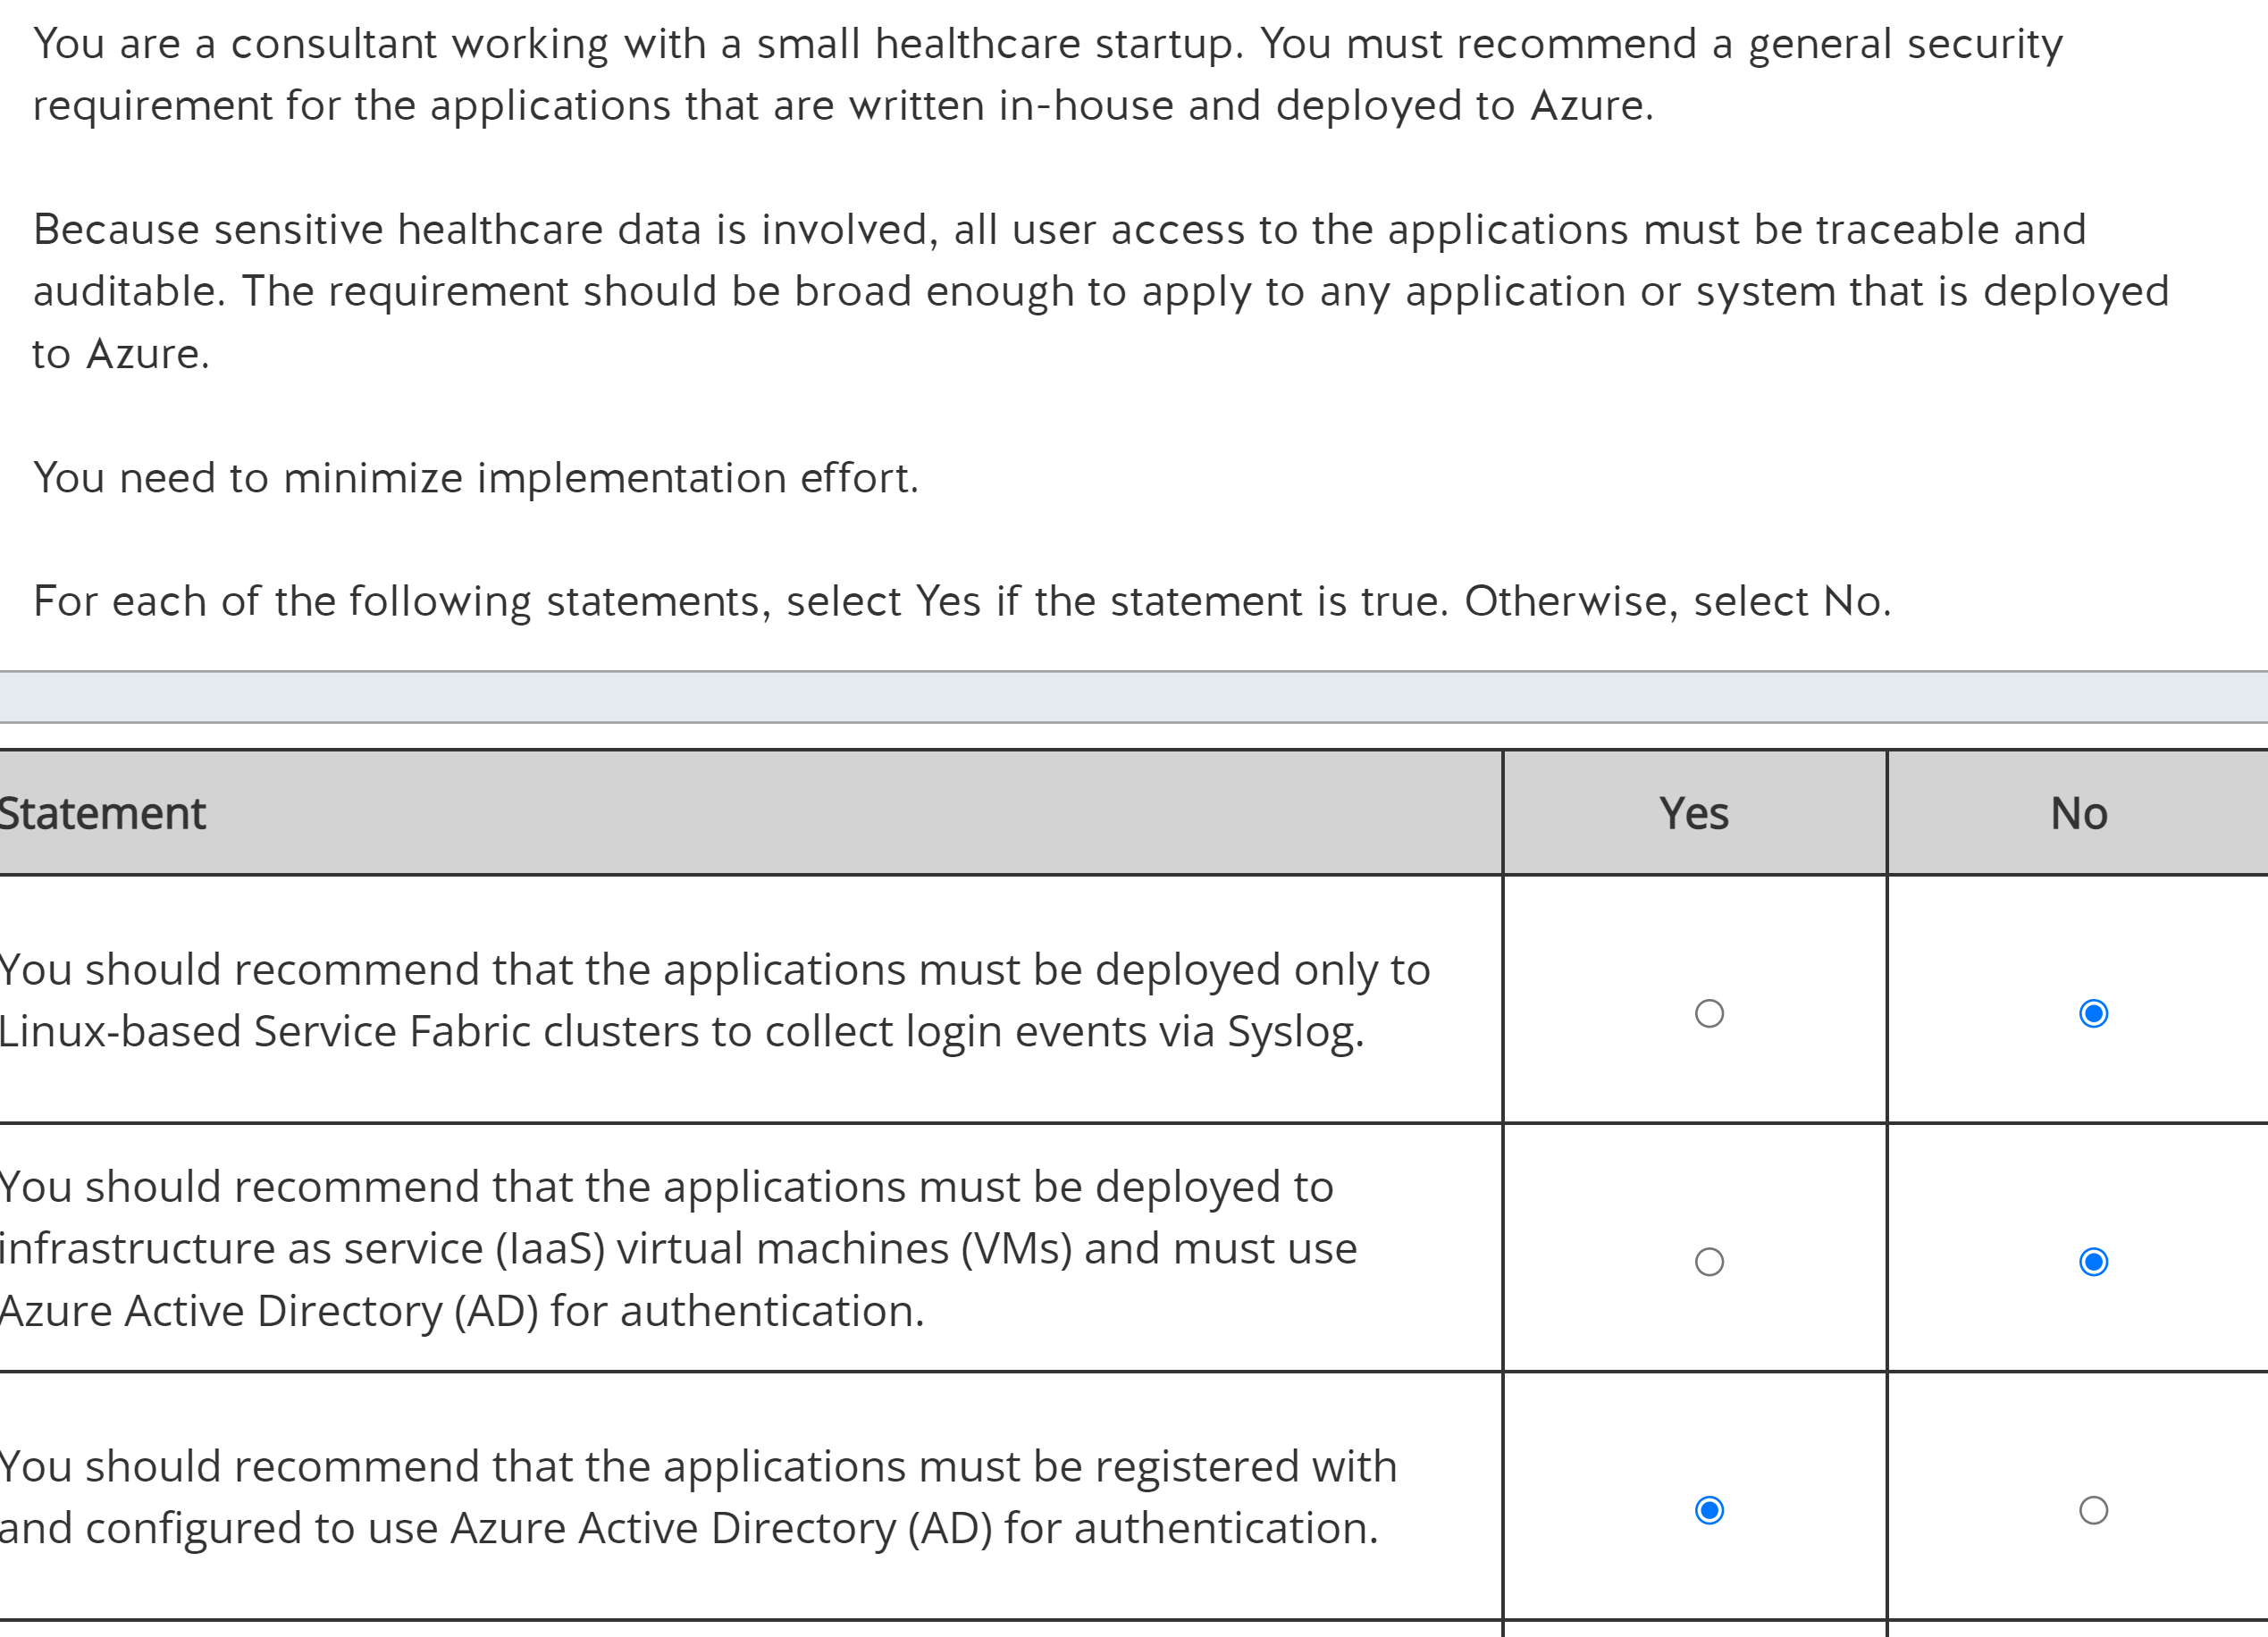 You are a consultant working with a small healthcare startup. You must recommend a general security
requirement for the applications that are written in-house and deployed to Azure.
Because sensitive healthcare data is involved, all user access to the applications must be traceable and
auditable. The requirement should be broad enough to apply to any application or system that is deployed
to Azure.
You need to minimize implementation effort.
For each of the following statements, select Yes if the statement is true. Otherwise, select No.
Statement Yes No
You should recommend that the applications must be deployed only to
Linux-based Service Fabric clusters to collect login events via Syslog.
You should recommend that the applications must be deployed to
infrastructure as service (IaaS) virtual machines (VMs) and must use
Azure Active Directory (AD) for authentication.
You should recommend that the applications must be registered with
and configured to use Azure Active Directory (AD) for authentication.